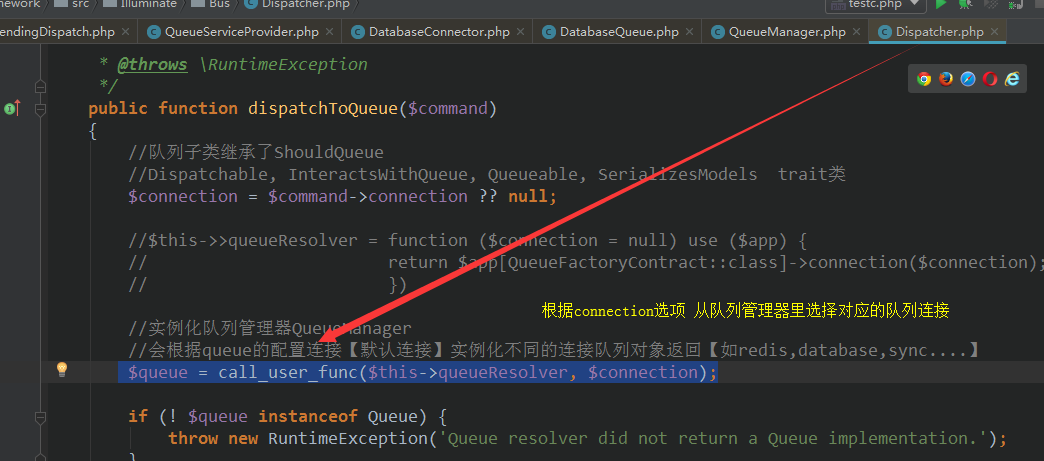 mework › src › Illuminate › Bus › Dispatcher.php ›
testc.php
endingDispatch.php × QueueServiceProvider.php × DatabaseConnector.php × DatabaseQueue.php × QueueManager.php × Dispatcher.php ×
* @throws \RuntimeException
*/
public function dispatchToQueue($command)
{
//队列子类继承了ShouldQueue
//Dispatchable, InteractsWithQueue, Queueable, SerializesModels trait类
$connection = $command->connection ?? null;
//$this->>queueResolver = function ($connection = null) use ($app) {
// return $app[QueueFactoryContract::class]->connection($connection);
// })
根据connection选项 从队列管理器里选择对应的队列连接
//实例化队列管理器QueueManager
//会根据queue的配置连接【默认连接】实例化不同的连接队列对象返回【如redis,database,sync....】
$queue = call_user_func($this->queueResolver, $connection);
if (! $queue instanceof Queue) {
throw new RuntimeException('Queue resolver did not return a Queue implementation.');
}